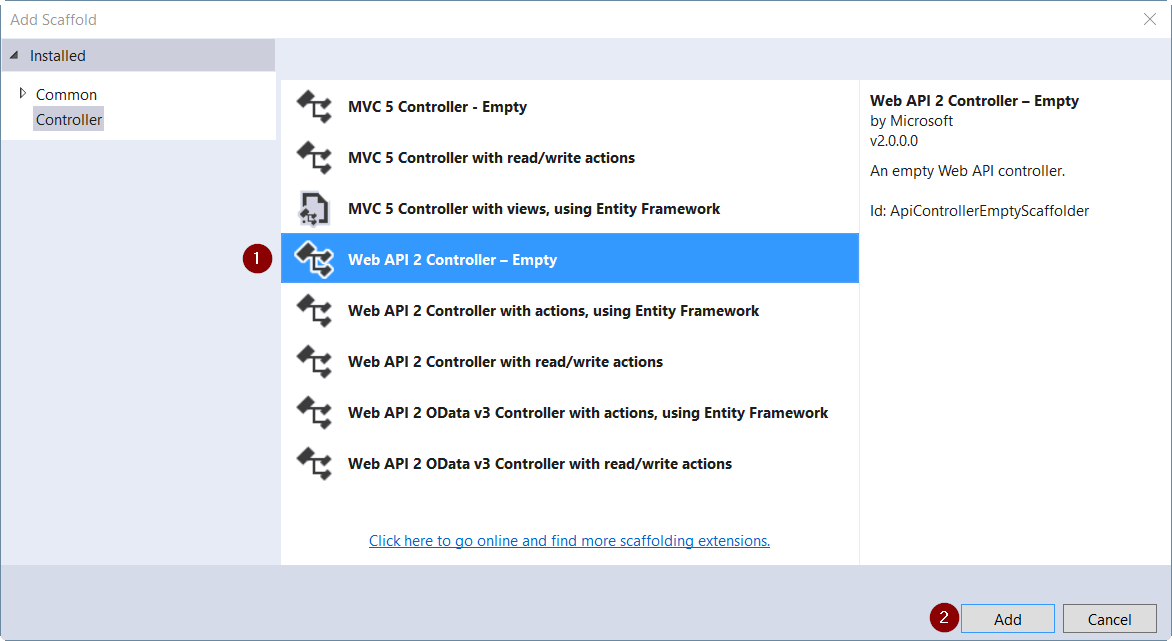 Add Scaffold
Installed
Common
Controller
MVC 5 Controller - Empty
MVC 5 Controller with read/write actions
MVC 5 Controller with views, using Entity Framework
1
Web API 2 Controller – Empty
Web API 2 Controller with actions, using Entity Framework
Web API 2 Controller with read/write actions
Web API 2 OData v3 Controller with actions, using Entity Framework
Web API 2 OData v3 Controller with read/write actions
Click here to go online and find more scaffolding extensions.
Web API 2 Controller – Empty
by Microsoft
v2.0.0.0
An empty Web API controller.
Id: ApiControllerEmptyScaffolder
2
Add
Cancel